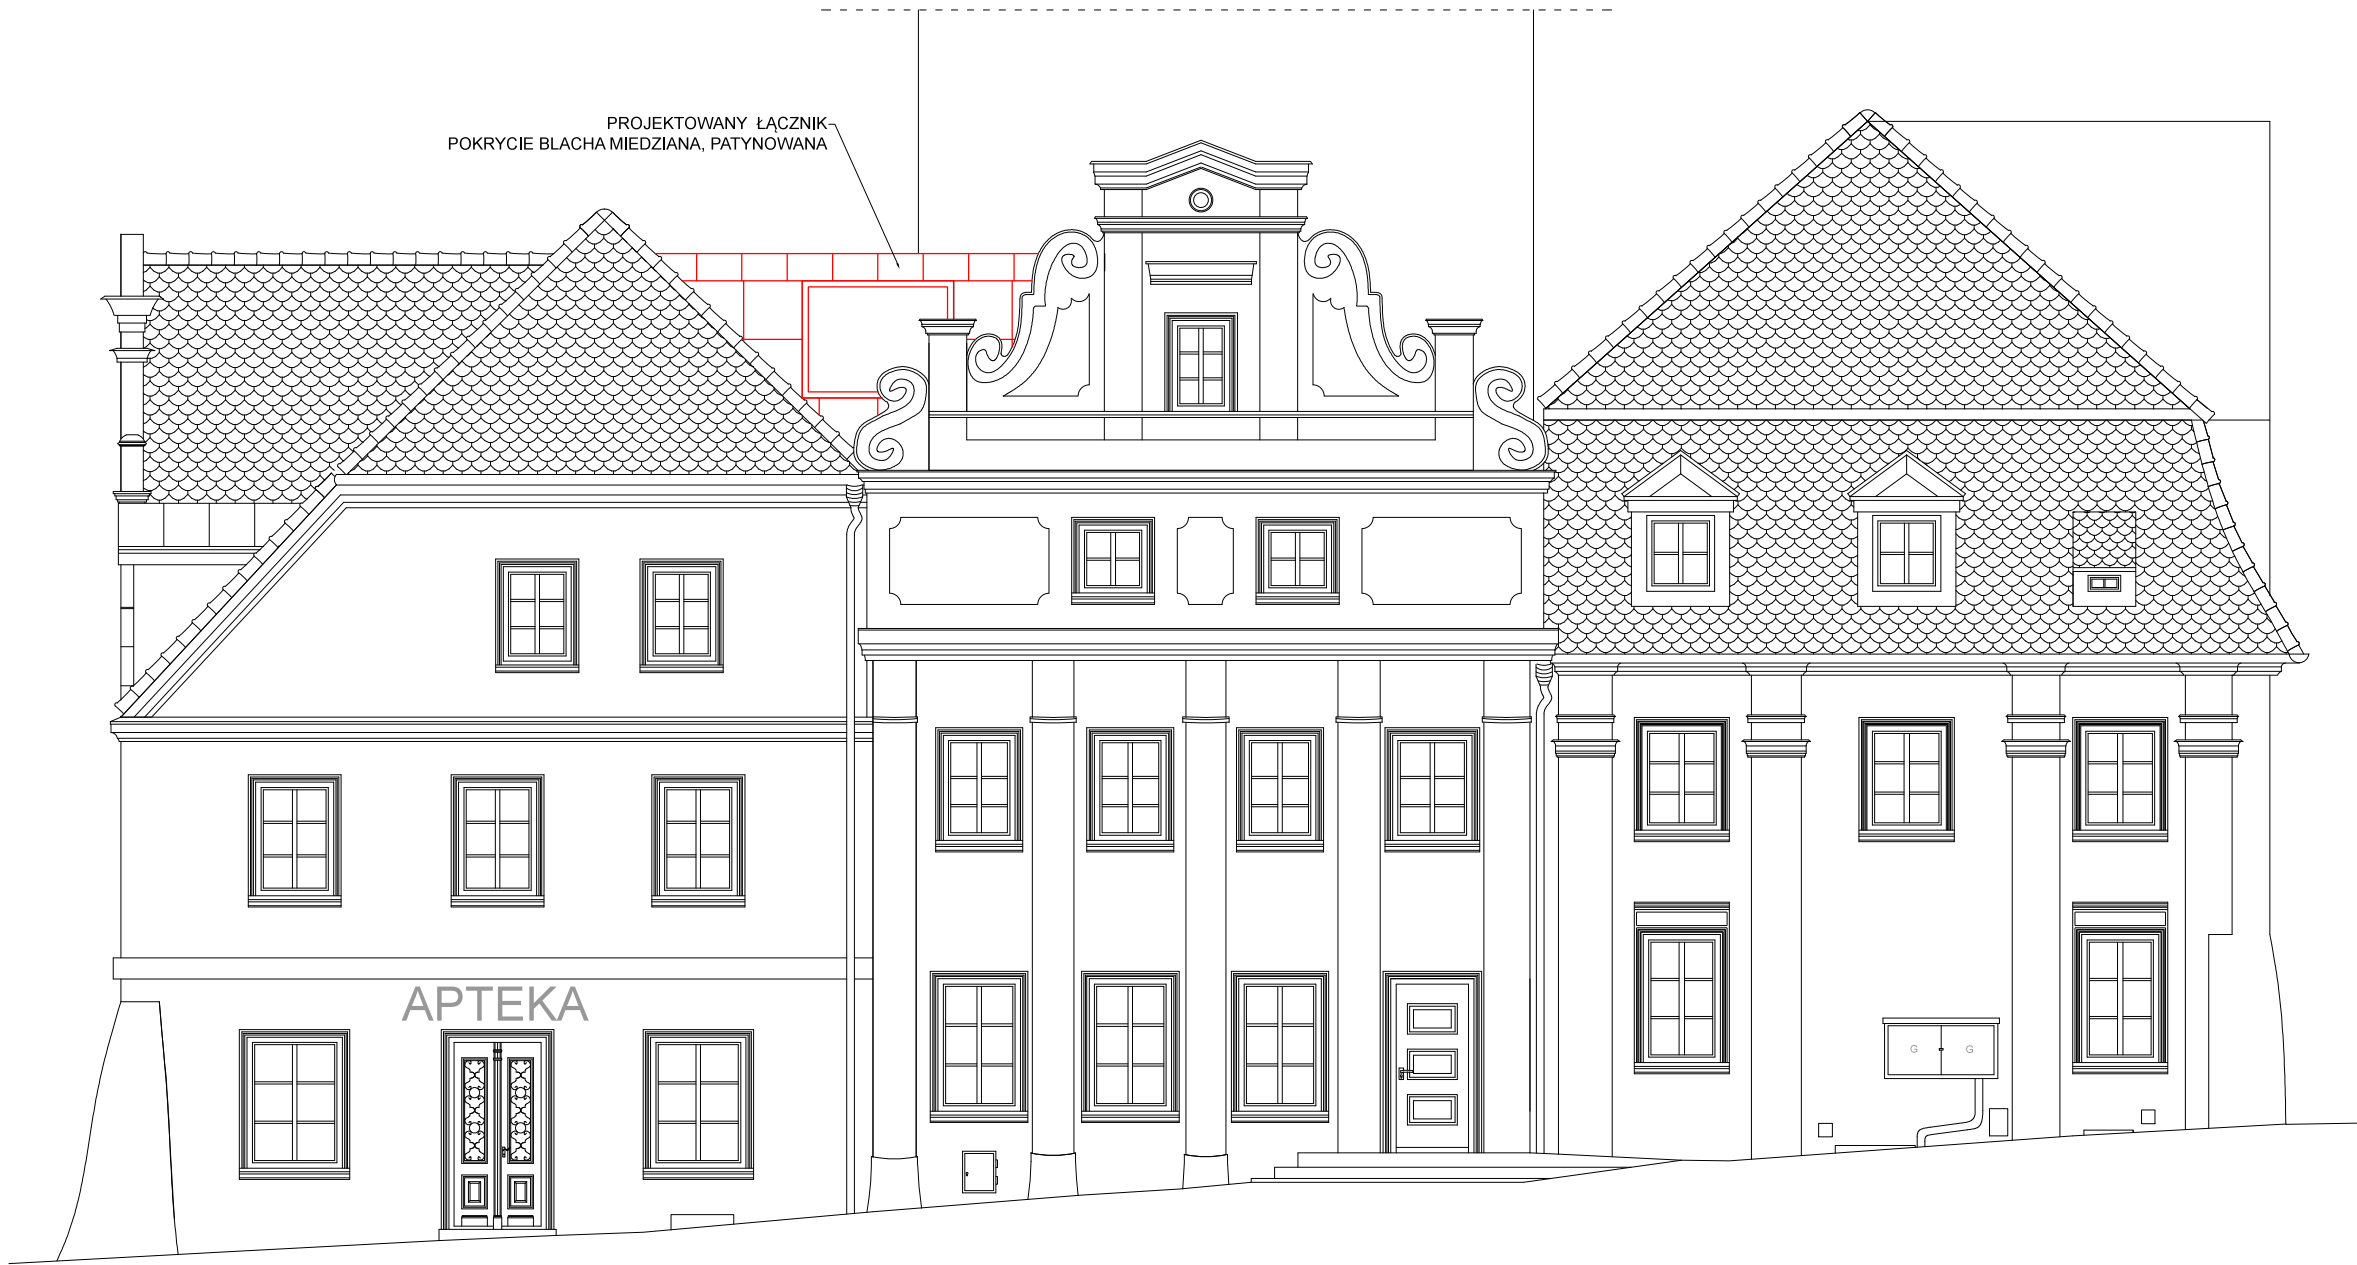 PROJEKTOWANY ŁĄCZNIK
POKRYCIE BLACHA MIEDZIANA, PATYNOWANA
APTEKA
G G